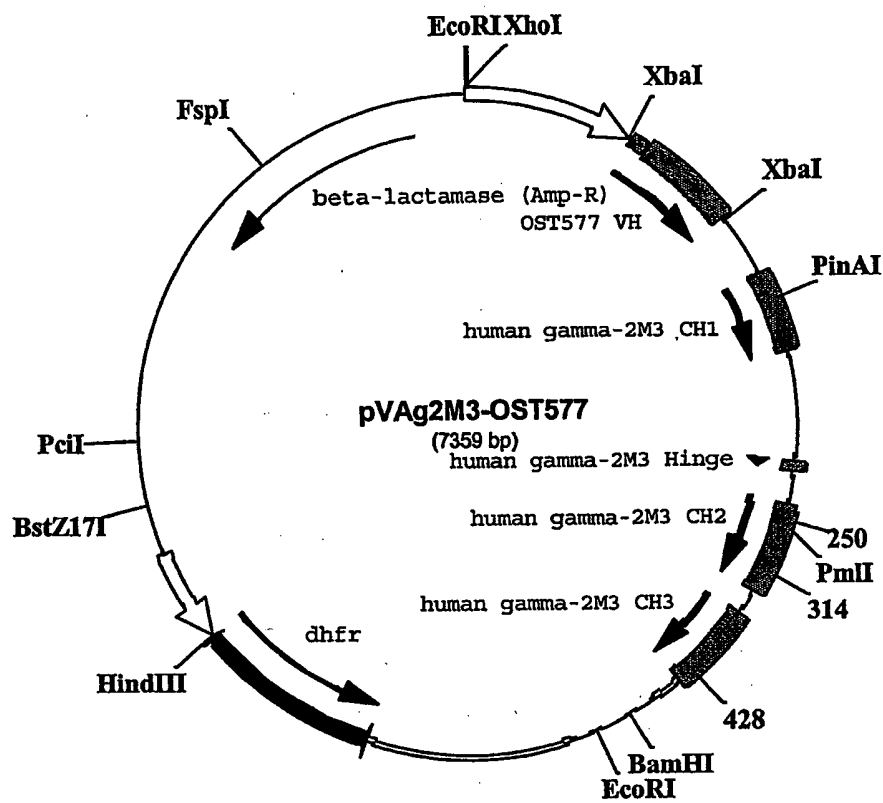 EcoRI XhoI
XbaI
FspI
XbaI
beta-lactamase (Amp-R)
OST577 VH
PinAI
human gamma-2M3 CH1
pVAg2M3-OST577
(7359 bp)
PciI
human gamma-2M3 Hinge
BstZ17I
human gamma-2M3 CH2
250
PmlI
human gamma-2M3 CH3
314
dhfr
HindIII
428
BamHI
EcoRI